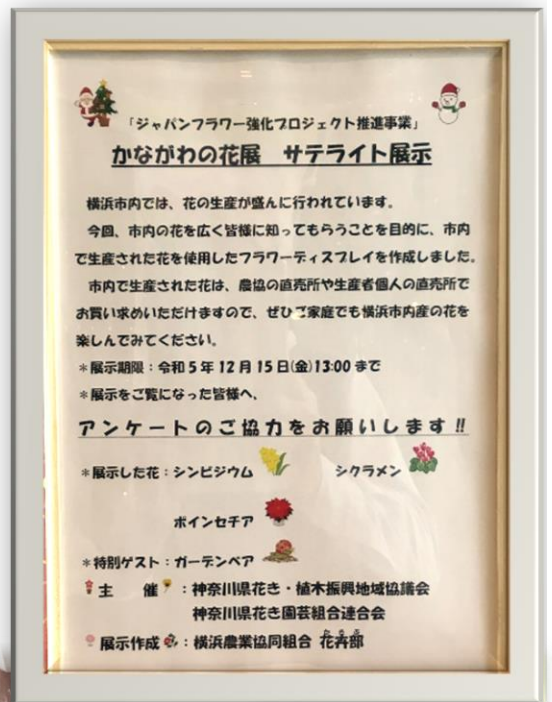 「ジャパンフラワー強化プロジェクト推進事業」
かながわの花展　サテライト展示
横浜市内では、花の生産が盛んに行われています。
今回、市内の花を広く皆様に知ってもらうことを目的に、市内
で生産された花を使用したフラワーディスプレイを作成しました。
市内で生産された花は、農協の直売所や生産者個人の直売所で
お買い求めいただけますので、ぜひご家庭でも横浜市内産の花を
楽しんでみてください。
＊展示期限：令和5年12月15日(金)13:00まで
＊展示をご覧になった皆様へ、
アンケートのご協力をお願いします!!
＊展示した花：シンビジウム　シクラメン
ポインセチア
＊特別ゲスト：ガーデンベア
主　催：神奈川県花き・植木振興地域協議会
神奈川県花き園芸組合連合会
展示作成：横浜農業協同組合 花卉部